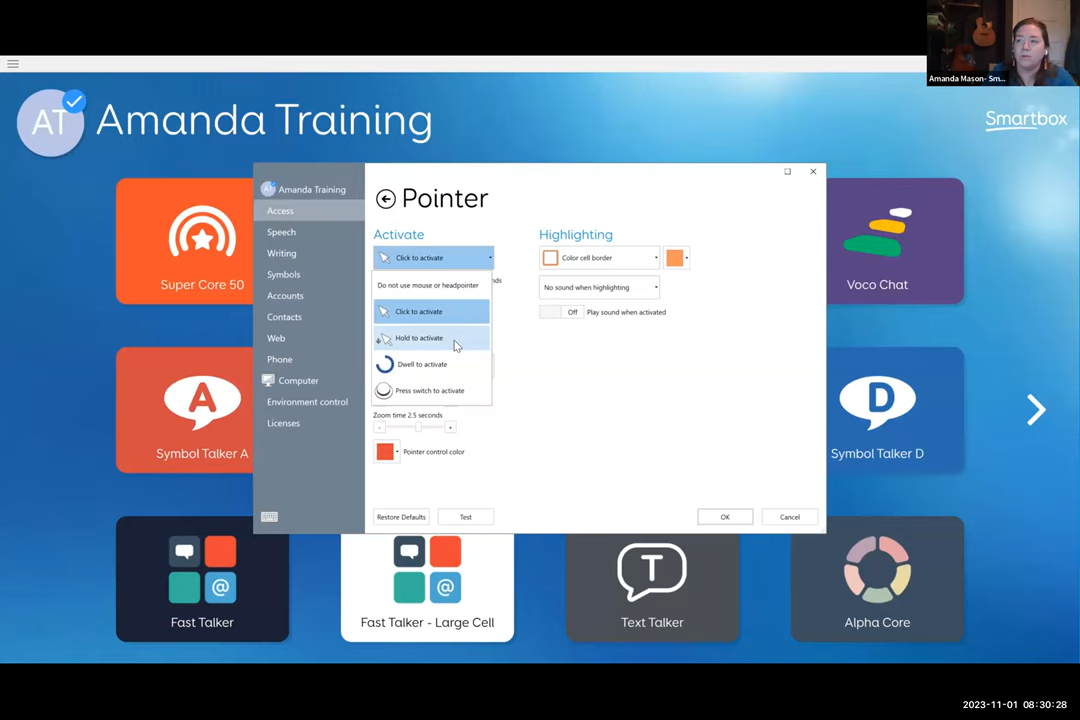 Amanda Mason- Sm...
AT
Amanda Training
Smartbox
Super Core 50
Voco Chat
A
Symbol Talker A
D
Symbol Talker D
@
Fast Talker
@
Fast Talker - Large Cell
T
Text Talker
Alpha Core
AT
Amanda Training
Access
Speech
Writing
Symbols
Accounts
Contacts
Web
Phone
Computer
Environment control
Licenses
Pointer
Activate
Click to activate
nds
Do not use mouse or headpointer
Click to activate
Hold to activate
Dwell to activate
Press switch to activate
Zoom time 2.5 seconds
- +
Pointer control color
Highlighting
Color cell border
No sound when highlighting
Off Play sound when activated
Restore Defaults
Test
OK
Cancel
2023-11-01 08:30:28